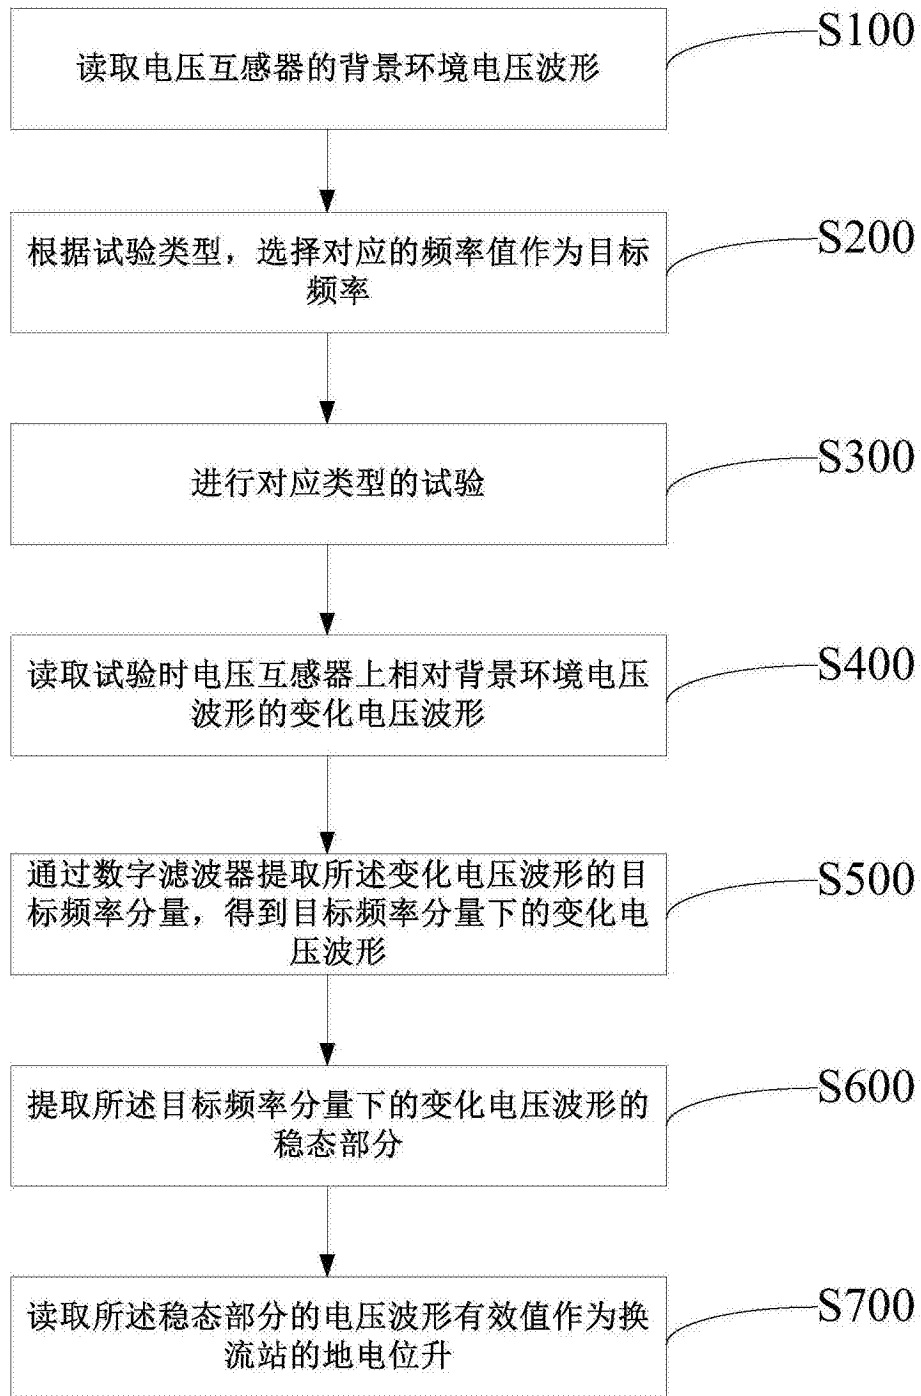 读取电压互感器的背景环境电压波形
S100
根据试验类型，选择对应的频率值作为目标
频率
S200
进行对应类型的试验
S300
读取试验时电压互感器上相对背景环境电压
波形的变化电压波形
S400
通过数字滤波器提取所述变化电压波形的目
标频率分量，得到目标频率分量下的变化电
压波形
S500
提取所述目标频率分量下的变化电压波形的
稳态部分
S600
读取所述稳态部分的电压波形有效值作为换
流站的地电位升
S700